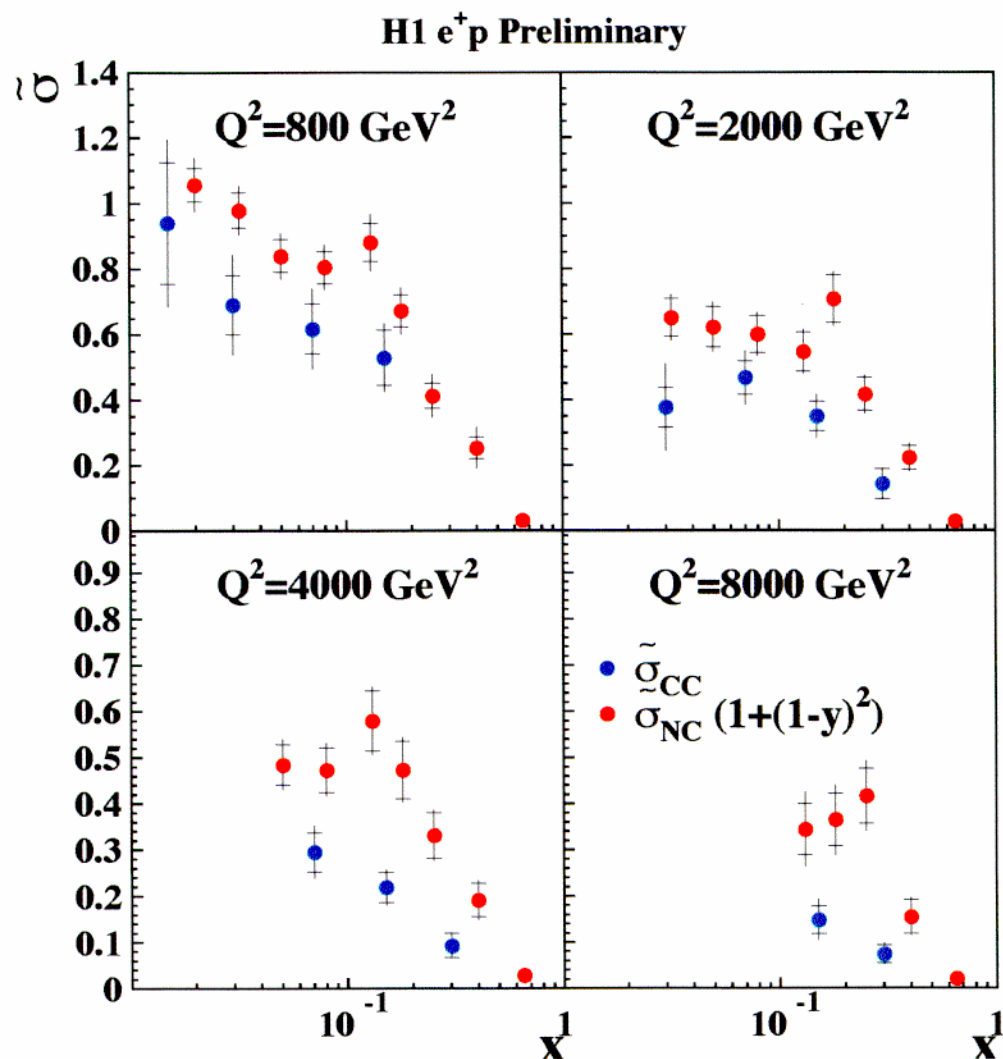 H1 e⁺p Preliminary
σ̃
1.4
1.2
1
0.8
0.6
0.4
0.2
0
Q²=800 GeV²
Q²=2000 GeV²
0.9
0.8
0.7
0.6
0.5
0.4
0.3
0.2
0.1
0
Q²=4000 GeV²
Q²=8000 GeV²
σ̃CC
σ̃NC (1+(1-y)²)
10⁻¹
1
10⁻¹
1
x
x